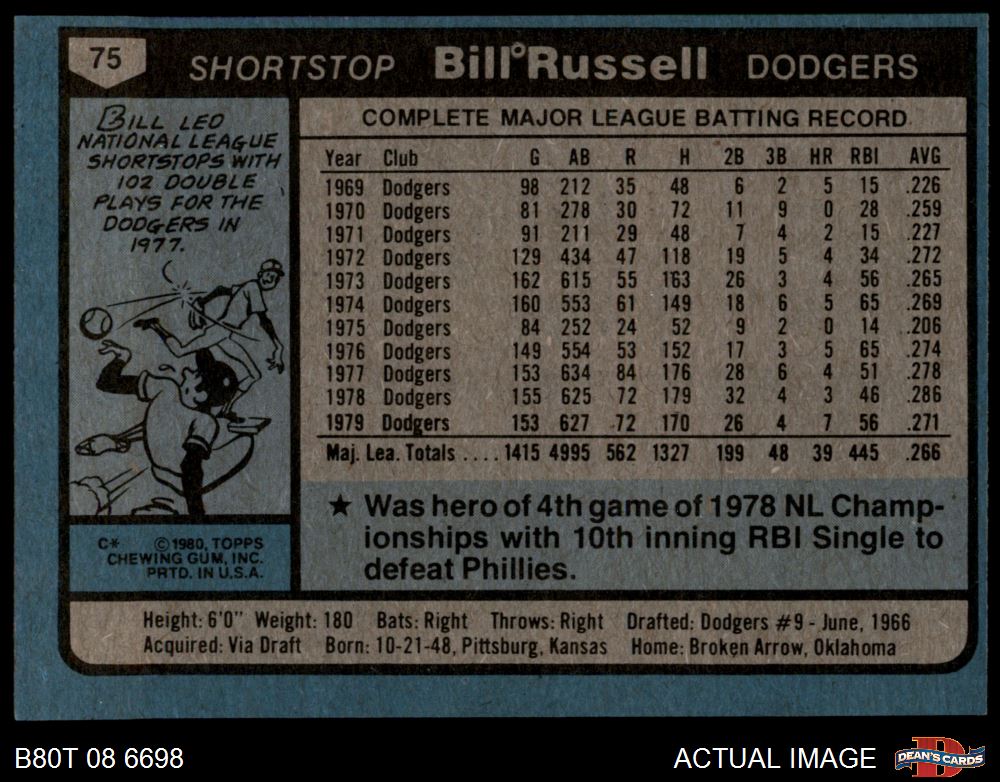 75 SHORTSTOP Bill Russell DODGERS
BILL LED
NATIONAL LEAGUE
SHORTSTOPS WITH
102 DOUBLE
PLAYS FOR THE
DODGERS IN
1977.
C* ©1980, TOPPS
CHEWING GUM, INC.
PRTD. IN U.S.A.
COMPLETE MAJOR LEAGUE BATTING RECORD
Year Club G AB R H 2B 3B HR RBI AVG
1969 Dodgers 98 212 35 48 6 2 5 15 .226
1970 Dodgers 81 278 30 72 11 9 0 28 .259
1971 Dodgers 91 211 29 48 7 4 2 15 .227
1972 Dodgers 129 434 47 118 19 5 4 34 .272
1973 Dodgers 162 615 55 163 26 3 4 56 .265
1974 Dodgers 160 553 61 149 18 6 5 65 .269
1975 Dodgers 84 252 24 52 9 2 0 14 .206
1976 Dodgers 149 554 53 152 17 3 5 65 .274
1977 Dodgers 153 634 84 176 28 6 4 51 .278
1978 Dodgers 155 625 72 179 32 4 3 46 .286
1979 Dodgers 153 627 72 170 26 4 7 56 .271
Maj. Lea. Totals .... 1415 4995 562 1327 199 48 39 445 .266
★ Was hero of 4th game of 1978 NL Champ-
ionships with 10th inning RBI Single to
defeat Phillies.
Height: 6'0" Weight: 180 Bats: Right Throws: Right Drafted: Dodgers #9 - June, 1966
Acquired: Via Draft Born: 10-21-48, Pittsburg, Kansas Home: Broken Arrow, Oklahoma
B80T 08 6698 ACTUAL IMAGE D DEAN'S CARDS